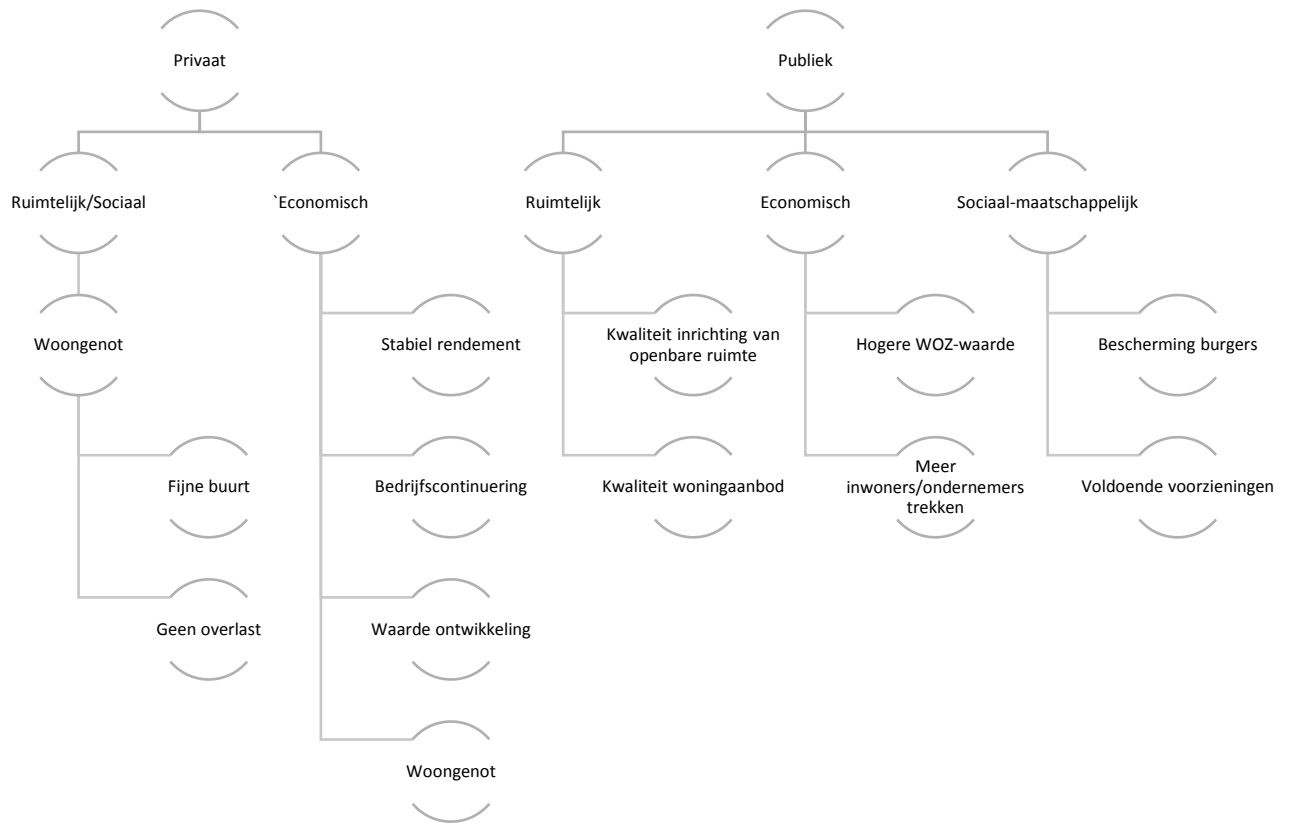 Privaat
Publiek
Ruimtelijk/Sociaal
`Economisch
Ruimtelijk
Economisch
Sociaal-maatschappelijk
Woongenot
Stabiel rendement
Kwaliteit inrichting van
openbare ruimte
Hogere WOZ-waarde
Bescherming burgers
Fijne buurt
Bedrijfscontinuering
Kwaliteit woningaanbod
Meer
inwoners/ondernemers
trekken
Voldoende voorzieningen
Geen overlast
Waarde ontwikkeling
Woongenot